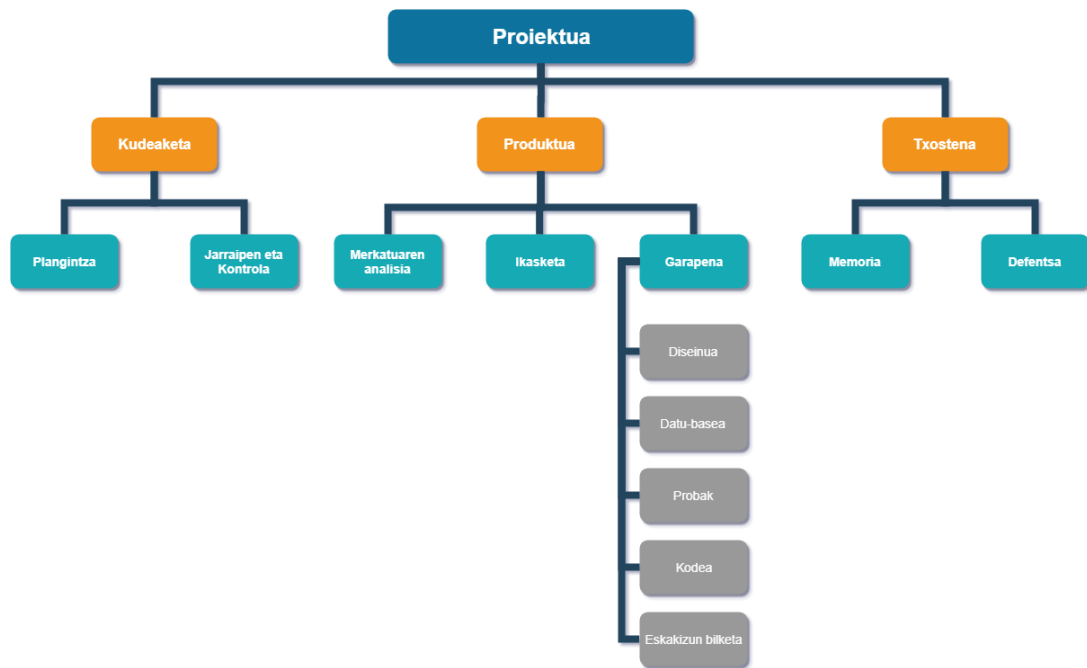 Proiektua
Kudeaketa
Produktua
Txostena
Plangintza
Jarraipen eta
Kontrola
Merkatuaren
analisia
Ikasketa
Garapena
Memoria
Defentsa
Diseinua
Datu-basea
Probak
Kodea
Eskakizun bilketa